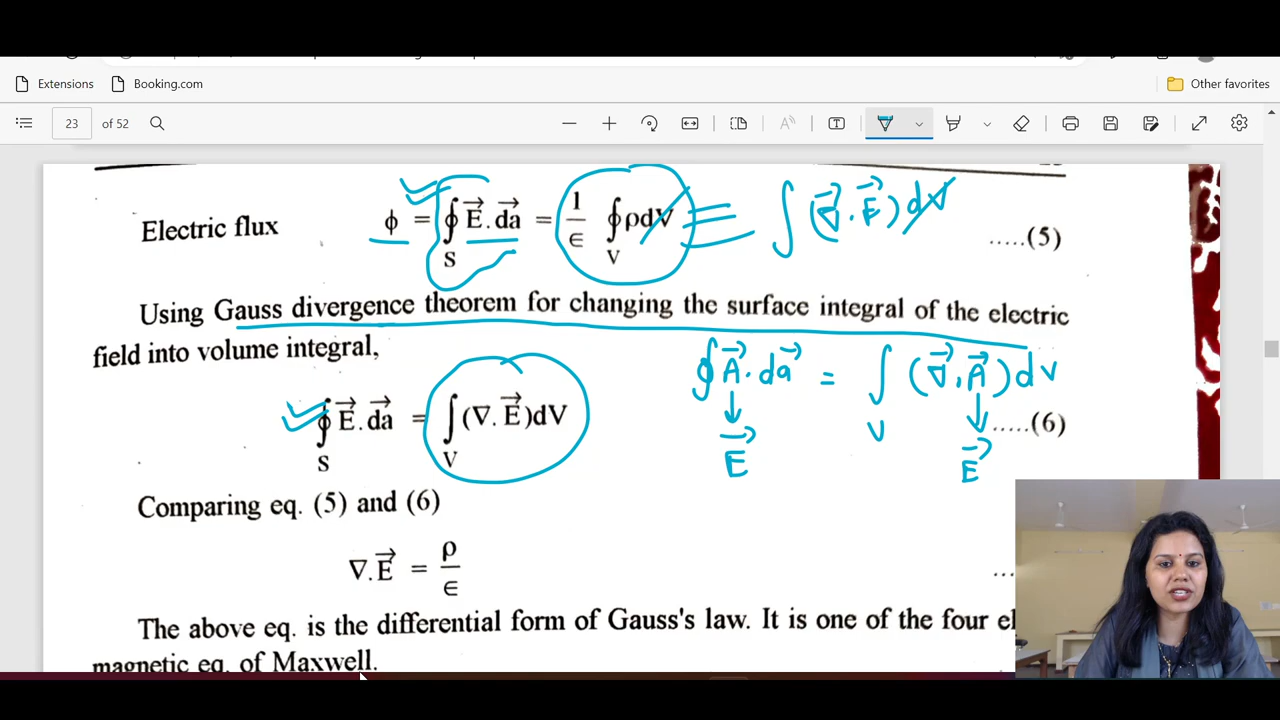 Extensions Booking.com Other favorites
23 of 52
Electric flux ϕ = ∮S E⃗ . da⃗ = 1/∈ ∮V ρdV ≡ ∫ (∇⃗ . E⃗) dV .....(5)
Using Gauss divergence theorem for changing the surface integral of the electric
field into volume integral,
∮ A⃗ . da⃗ = ∫V (∇⃗ . A⃗) dV
∮S E⃗ . da⃗ = ∫V (∇ . E⃗)dV .....(6)
E⃗ E⃗
Comparing eq. (5) and (6)
∇ . E⃗ = ρ/∈ ...
The above eq. is the differential form of Gauss's law. It is one of the four el
magnetic eq. of Maxwell.